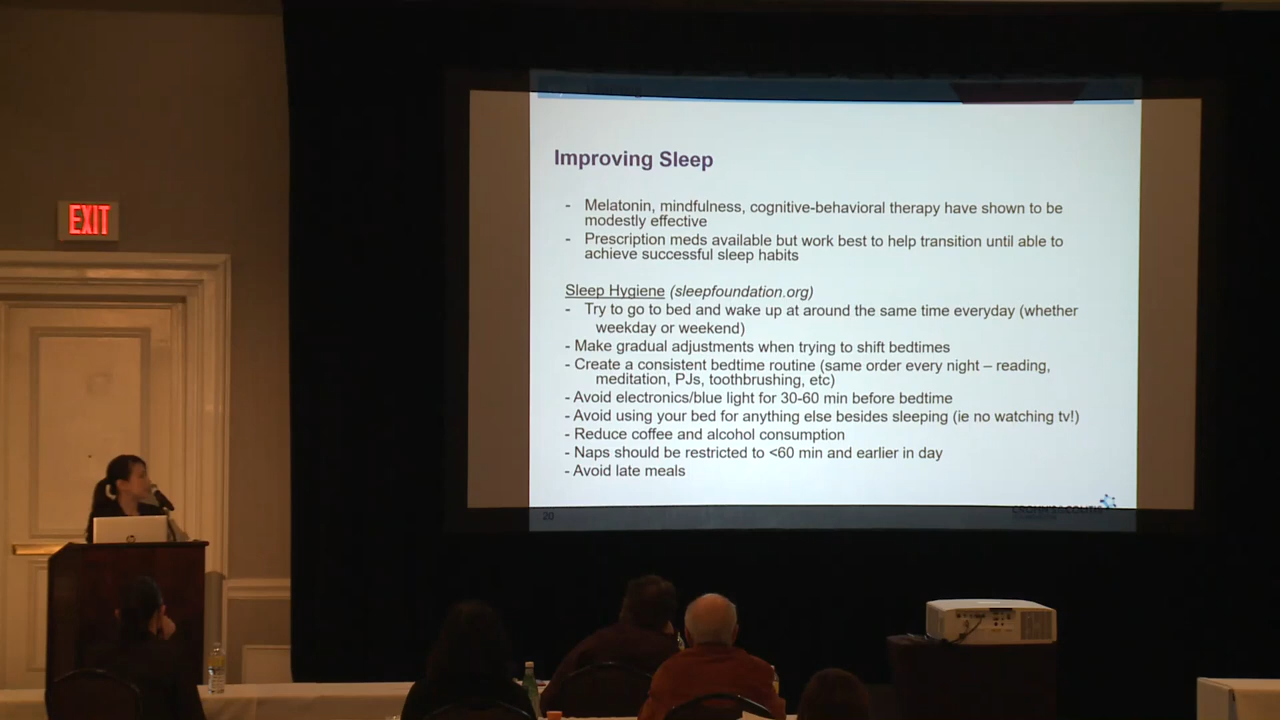 EXIT
Improving Sleep
- Melatonin, mindfulness, cognitive-behavioral therapy have shown to be
modestly effective
- Prescription meds available but work best to help transition until able to
achieve successful sleep habits
Sleep Hygiene (sleepfoundation.org)
- Try to go to bed and wake up at around the same time everyday (whether
weekday or weekend)
- Make gradual adjustments when trying to shift bedtimes
- Create a consistent bedtime routine (same order every night – reading,
meditation, PJs, toothbrushing, etc)
- Avoid electronics/blue light for 30-60 min before bedtime
- Avoid using your bed for anything else besides sleeping (ie no watching tv!)
- Reduce coffee and alcohol consumption
- Naps should be restricted to <60 min and earlier in day
- Avoid late meals
20
CROHN'S & COLITIS
hp